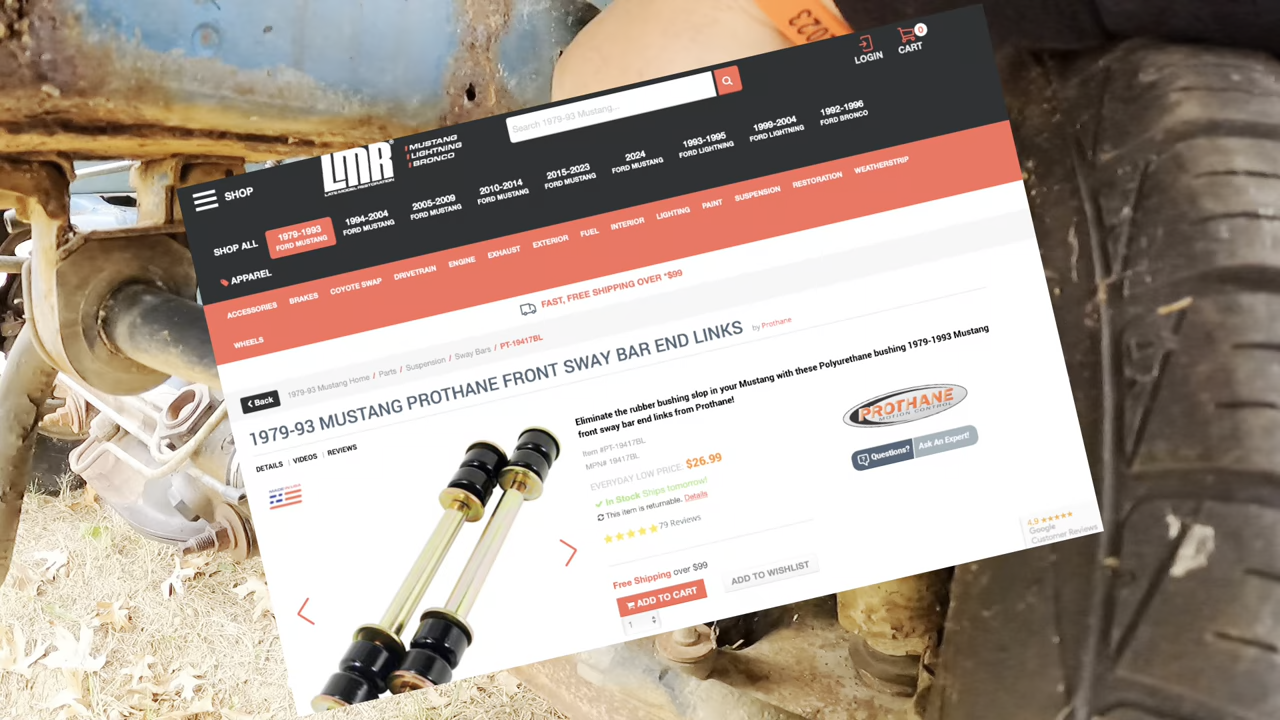 2023
LOGIN
CART
0
Search 1979-93 Mustang...
SHOP
LMR
LATE MODEL RESTORATION
MUSTANG
LIGHTNING
BRONCO
SHOP ALL
1979-1993
FORD MUSTANG
1994-2004
FORD MUSTANG
2005-2009
FORD MUSTANG
2010-2014
FORD MUSTANG
2015-2023
FORD MUSTANG
2024
FORD MUSTANG
1993-1995
FORD LIGHTNING
1999-2004
FORD LIGHTNING
1992-1996
FORD BRONCO
APPAREL
ACCESSORIES BRAKES COYOTE SWAP DRIVETRAIN ENGINE EXHAUST EXTERIOR FUEL INTERIOR LIGHTING PAINT SUSPENSION RESTORATION WEATHERSTRIP
WHEELS
FAST, FREE SHIPPING OVER *$99
Back
1979-93 Mustang Home / Parts / Suspension / Sway Bars / PT-19417BL
1979-93 MUSTANG PROTHANE FRONT SWAY BAR END LINKS by Prothane
DETAILS | VIDEOS | REVIEWS
Eliminate the rubber bushing slop in your Mustang with these Polyurethane bushing 1979-1993 Mustang
front sway bar end links from Prothane!
Item #PT-19417BL
MPN# 19417BL
EVERYDAY LOW PRICE: $26.99
In Stock Ships tomorrow!
This item is returnable. Details
79 Reviews
Free Shipping over $99
ADD TO CART
ADD TO WISHLIST
1
PROTHANE
MOTION CONTROL
Questions? Ask An Expert!
4.9
Google
Customer Reviews